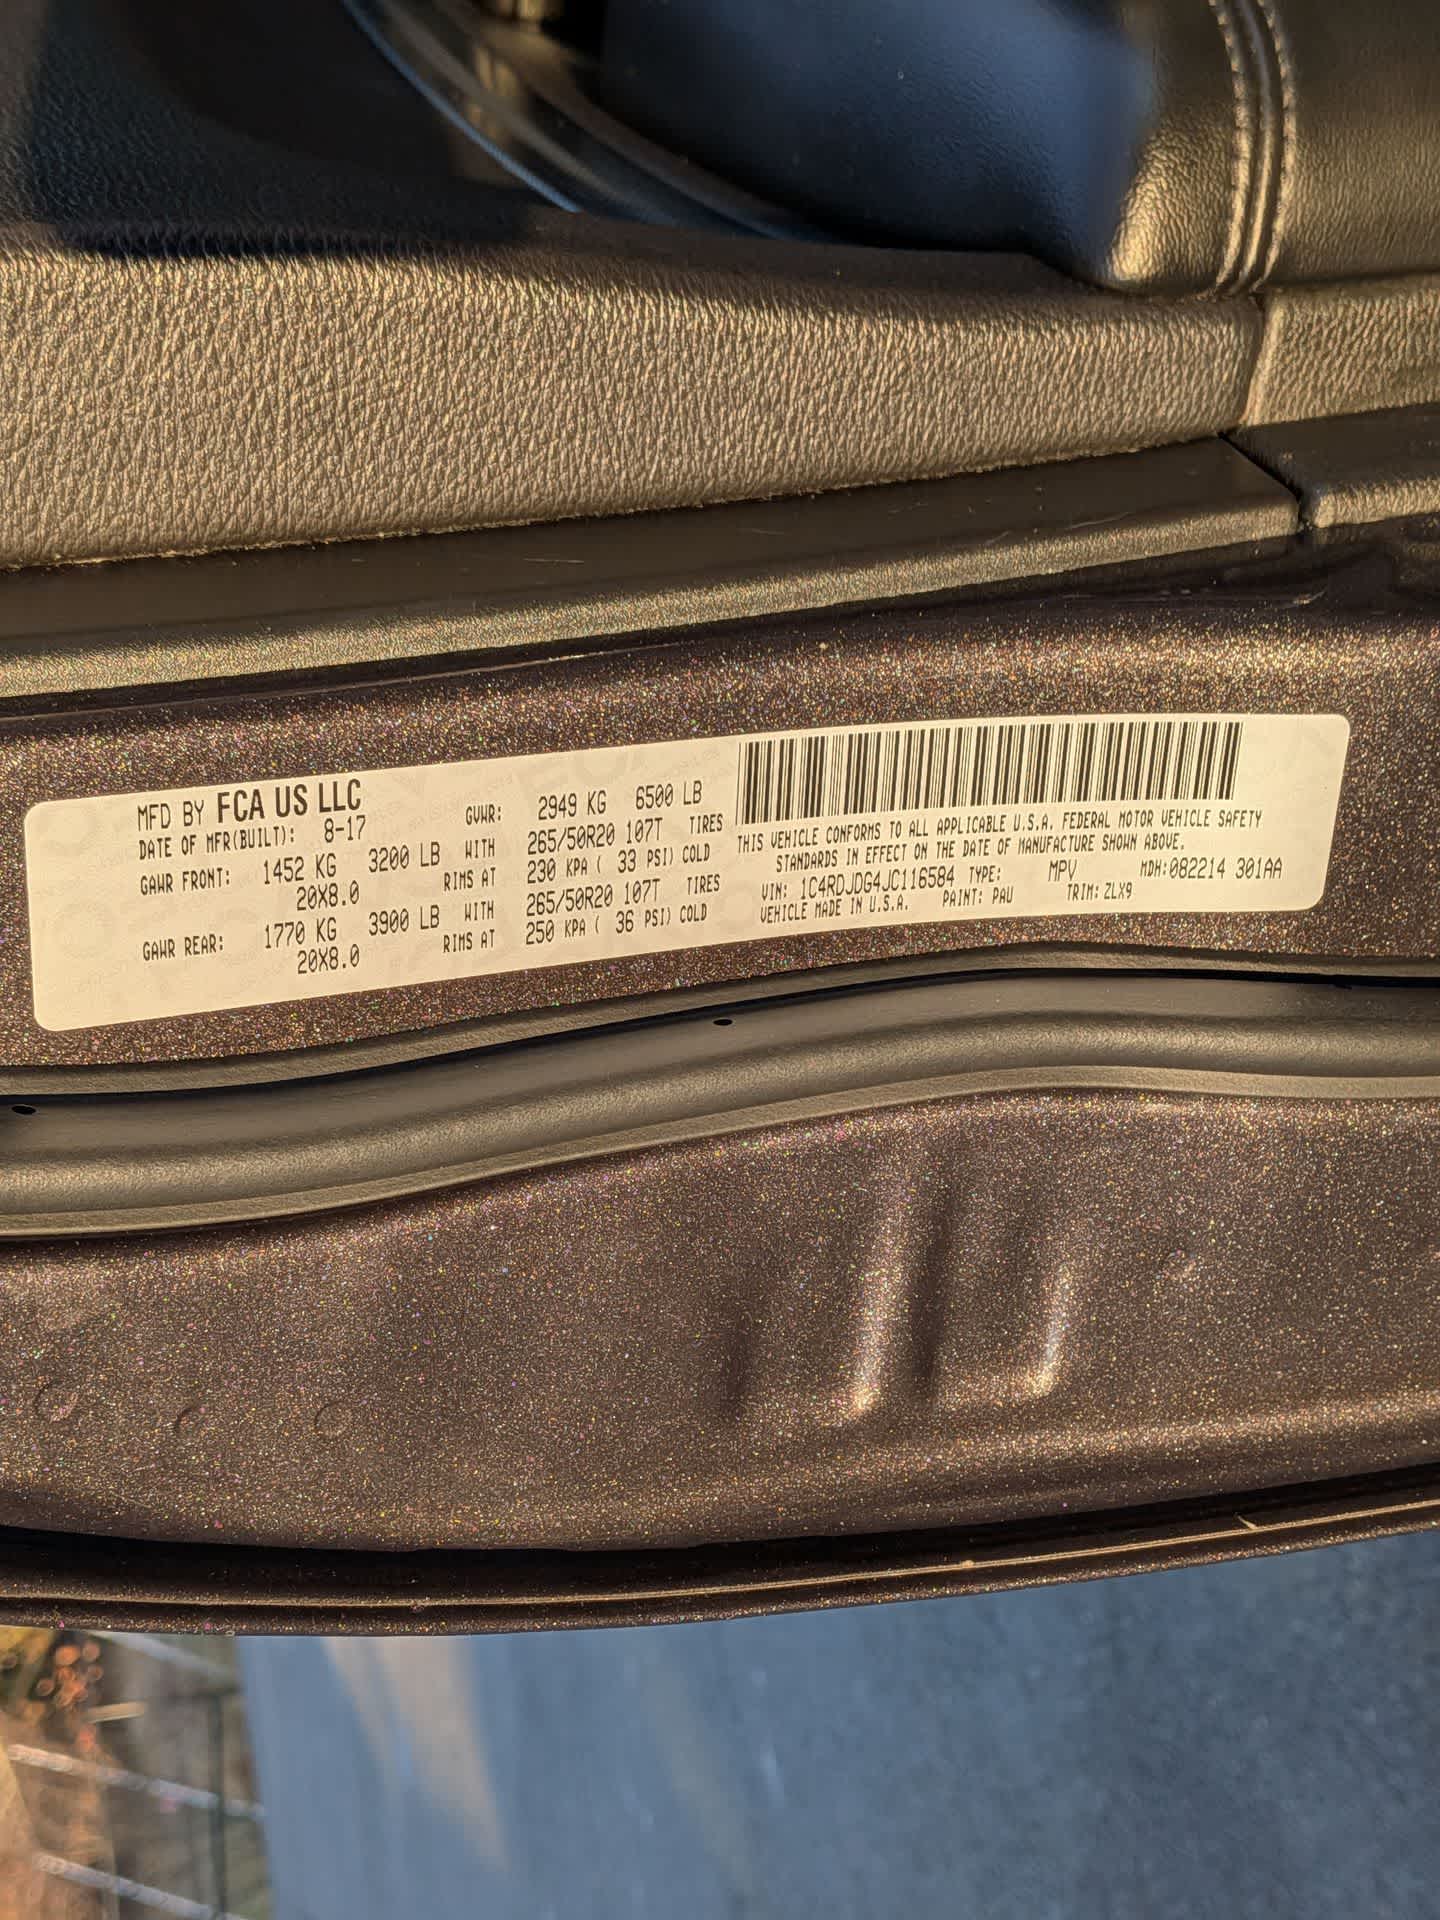 MFD BY FCA US LLC
DATE OF MFR(BUILT): 8-17
GVWR: 2949 KG 6500 LB
GAWR FRONT: 1452 KG 3200 LB WITH 265/50R20 107T TIRES
20X8.0 RIMS AT 230 KPA ( 33 PSI) COLD
GAWR REAR: 1770 KG 3900 LB WITH 265/50R20 107T TIRES
20X8.0 RIMS AT 250 KPA ( 36 PSI) COLD
THIS VEHICLE CONFORMS TO ALL APPLICABLE U.S.A. FEDERAL MOTOR VEHICLE SAFETY
STANDARDS IN EFFECT ON THE DATE OF MANUFACTURE SHOWN ABOVE.
VIN: 1C4RDJDG4JC116584 TYPE: MPV MDH:082214 301AA
VEHICLE MADE IN U.S.A. PAINT: PAU TRIM: ZLX9